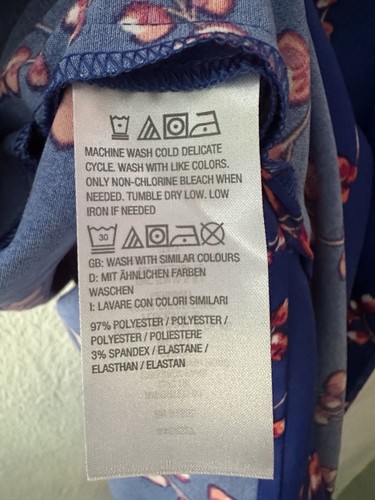 MACHINE WASH COLD DELICATE
CYCLE. WASH WITH LIKE COLORS.
ONLY NON-CHLORINE BLEACH WHEN
NEEDED. TUMBLE DRY LOW. LOW
IRON IF NEEDED
30
GB: WASH WITH SIMILAR COLOURS
D: MIT ÄHNLICHEN FARBEN
WASCHEN
I: LAVARE CON COLORI SIMILARI
97% POLYESTER / POLYESTER /
POLYESTER / POLIESTERE
3% SPANDEX / ELASTANE /
ELASTHAN / ELASTAN